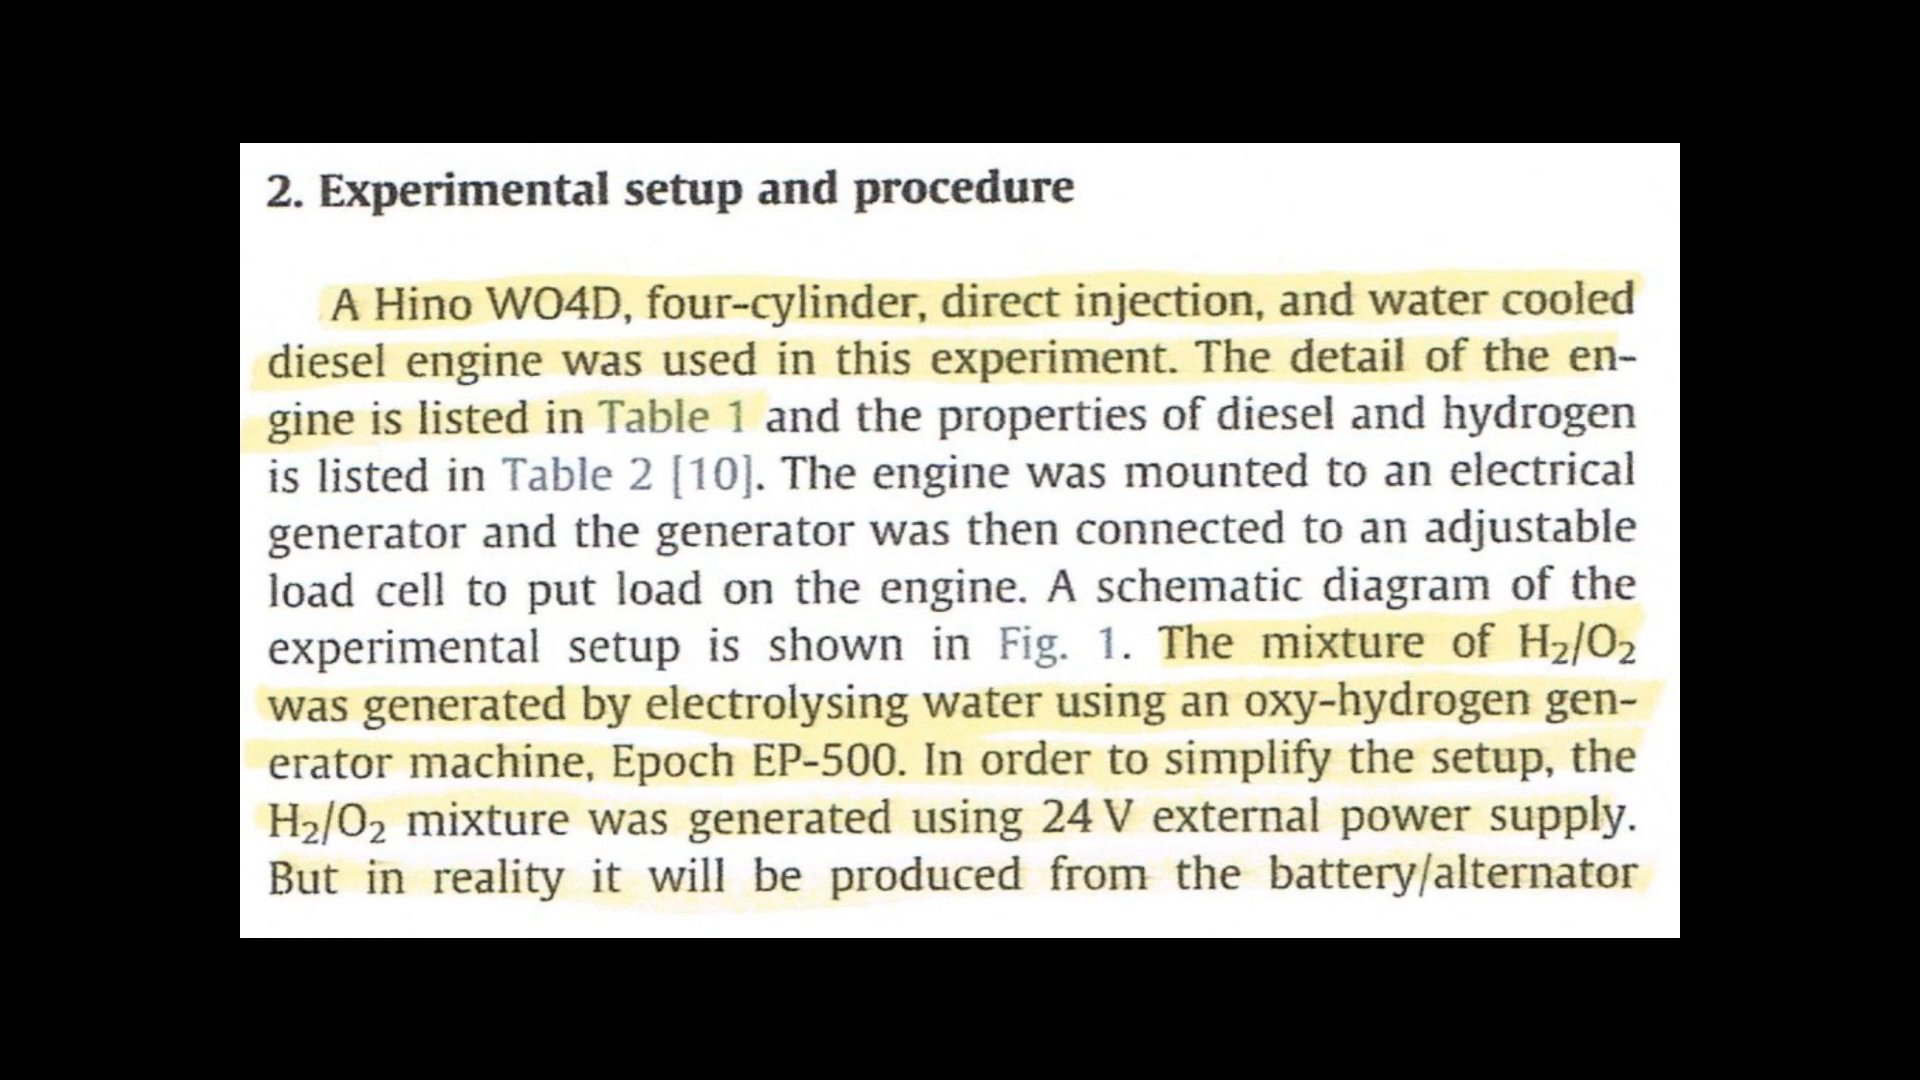 2. Experimental setup and procedure
A Hino WO4D, four-cylinder, direct injection, and water cooled
diesel engine was used in this experiment. The detail of the en-
gine is listed in Table 1 and the properties of diesel and hydrogen
is listed in Table 2 [10]. The engine was mounted to an electrical
generator and the generator was then connected to an adjustable
load cell to put load on the engine. A schematic diagram of the
experimental setup is shown in Fig. 1. The mixture of H₂/O₂
was generated by electrolysing water using an oxy-hydrogen gen-
erator machine, Epoch EP-500. In order to simplify the setup, the
H₂/O₂ mixture was generated using 24 V external power supply.
But in reality it will be produced from the battery/alternator